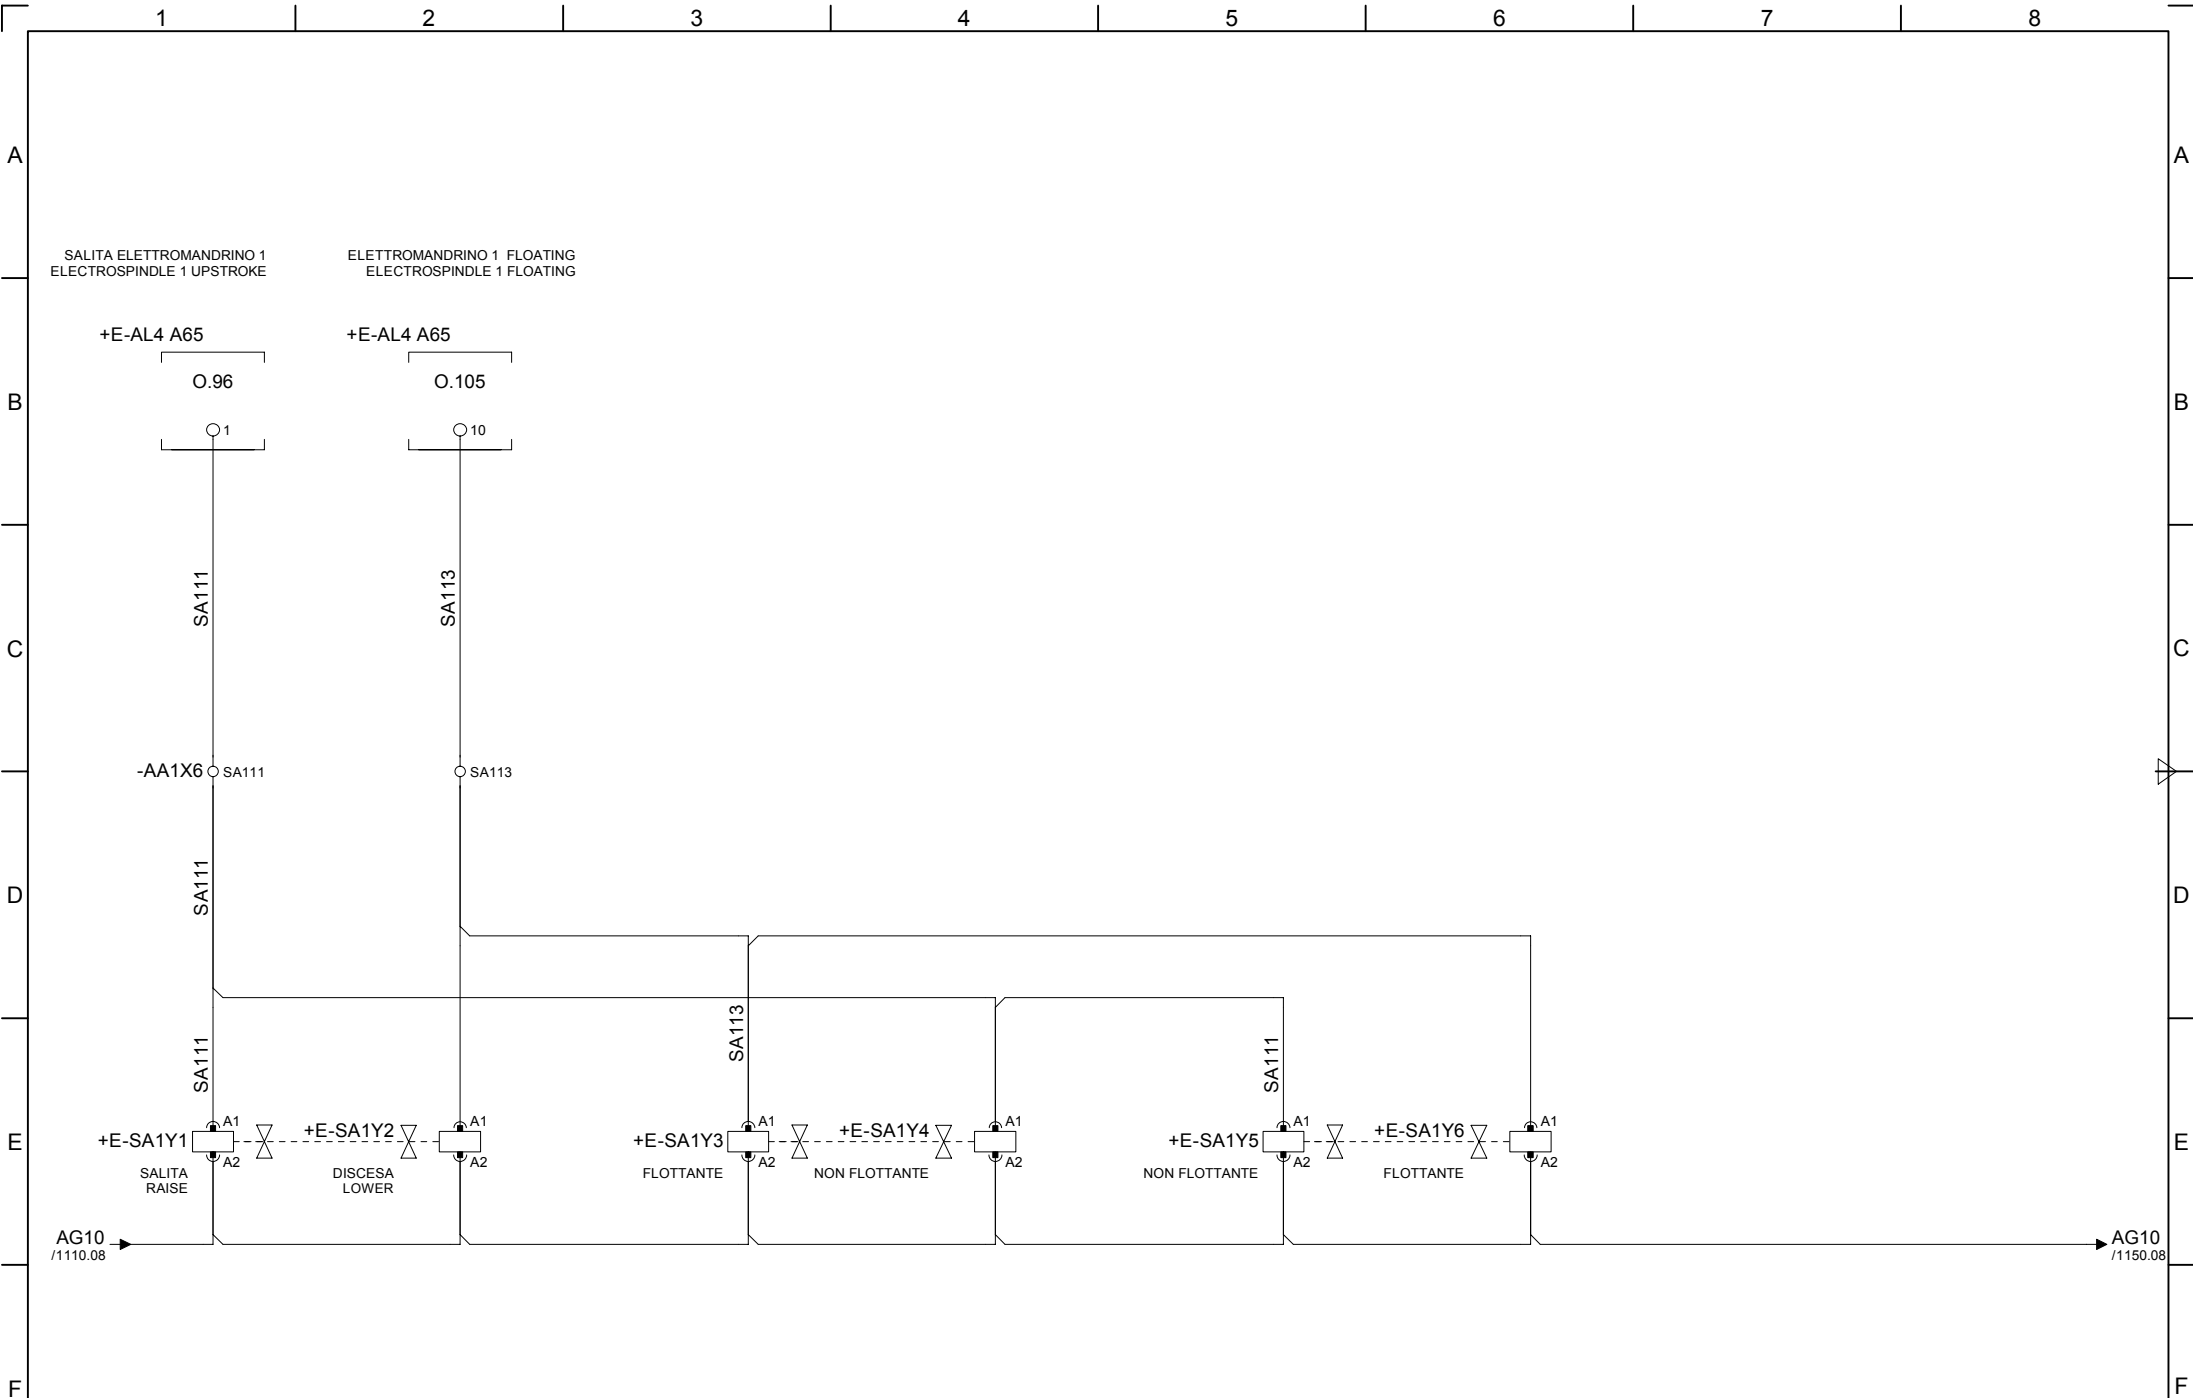 1 2 3 4 5 6 7 8
A A
SALITA ELETTROMANDRINO 1
ELECTROSPINDLE 1 UPSTROKE
ELETTROMANDRINO 1 FLOATING
ELECTROSPINDLE 1 FLOATING
+E-AL4 A65 +E-AL4 A65
O.96 O.105
B B
1 10
SA111 SA113
C C
-AA1X6 SA111 SA113
SA111
D D
SA111 SA113 SA111
A1 A1 A1 A1 A1 A1
E +E-SA1Y1 +E-SA1Y2 +E-SA1Y3 +E-SA1Y4 +E-SA1Y5 +E-SA1Y6 E
A2 A2 A2 A2 A2 A2
SALITA
RAISE
DISCESA
LOWER
FLOTTANTE
NON FLOTTANTE
NON FLOTTANTE
FLOTTANTE
AG10
/1110.08
AG10
/1150.08
F F